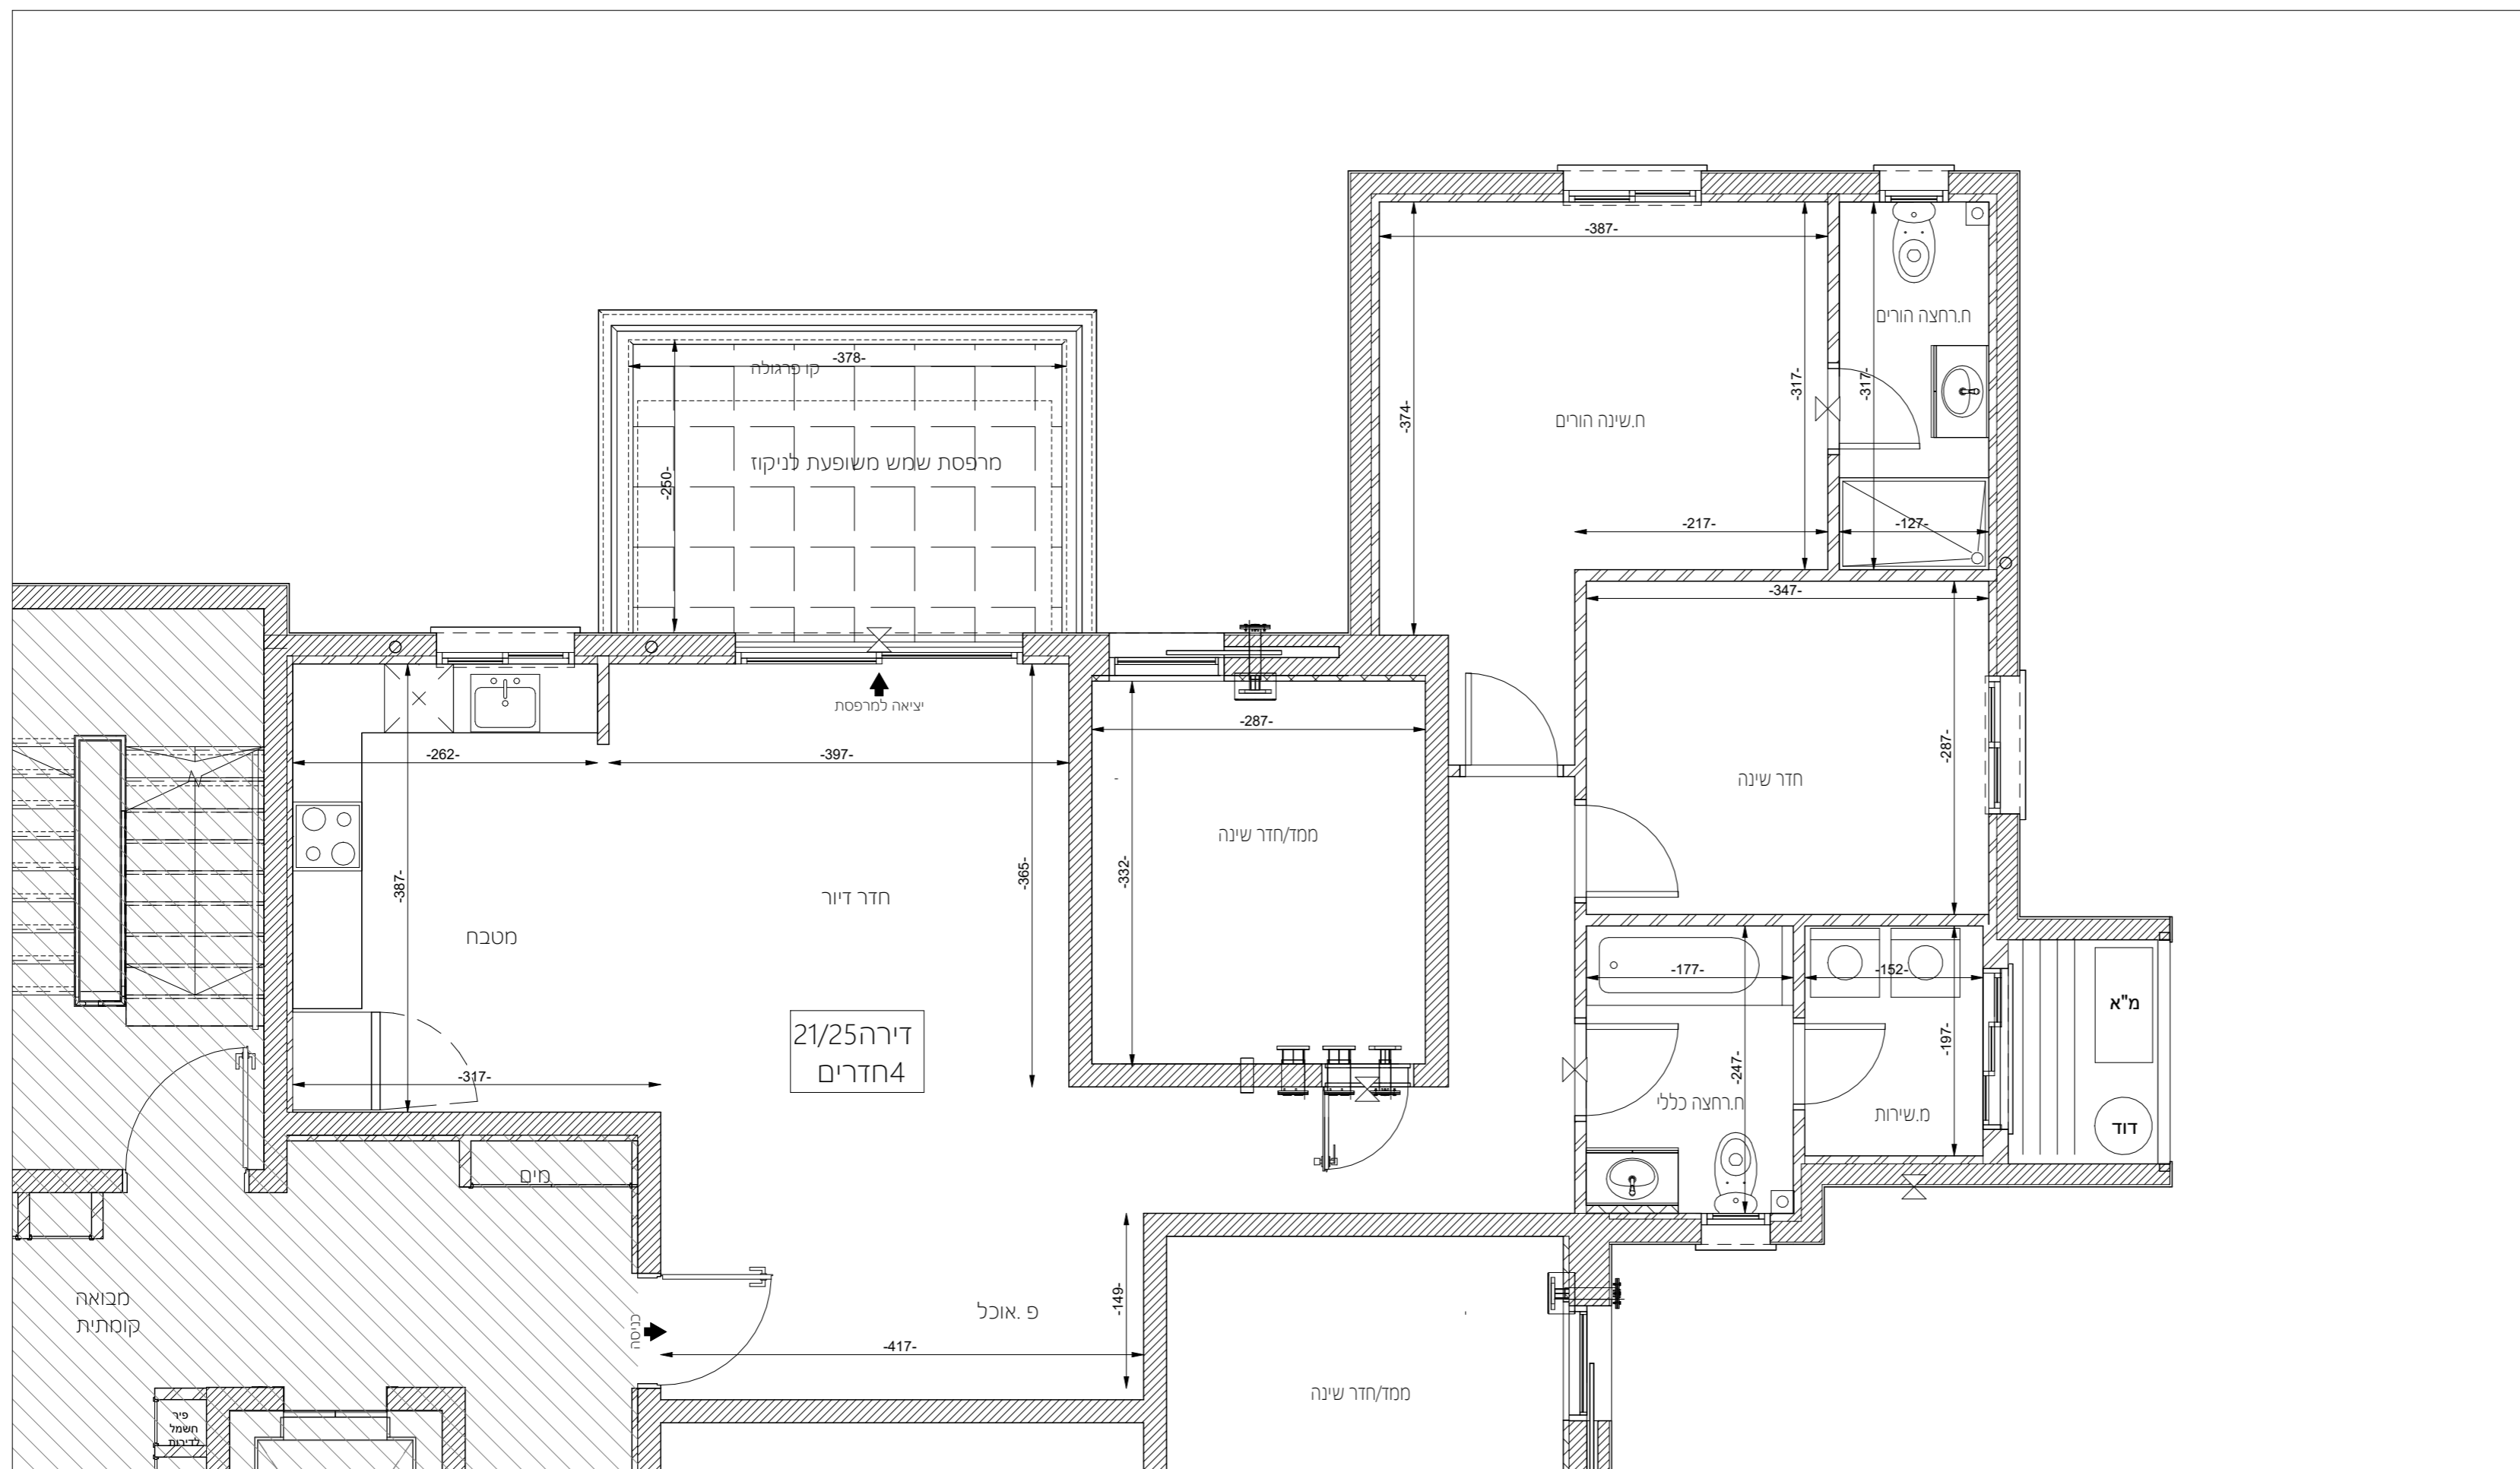 -387-
-378-
קו פרגולה
ח.רחצה הורים
-317-
-317-
-374-
ח.שינה הורים
מרפסת שמש משופעת לניקוז
-250-
-217-
-127-
-347-
יציאה למרפסת
-287-
-262-
-397-
-287-
חדר שינה
ממד/חדר שינה
-332-
-365-
-387-
חדר דיור
מטבח
-177-
-152-
מ"א
דירה21/25
4חדרים
-197-
-247-
-317-
ח.רחצה כללי
מ.שירות
דוד
מים
מבואה
קומתית
כניסה
פ .אוכל
-149-
-417-
ממד/חדר שינה
פיר
חשמל
לדירות